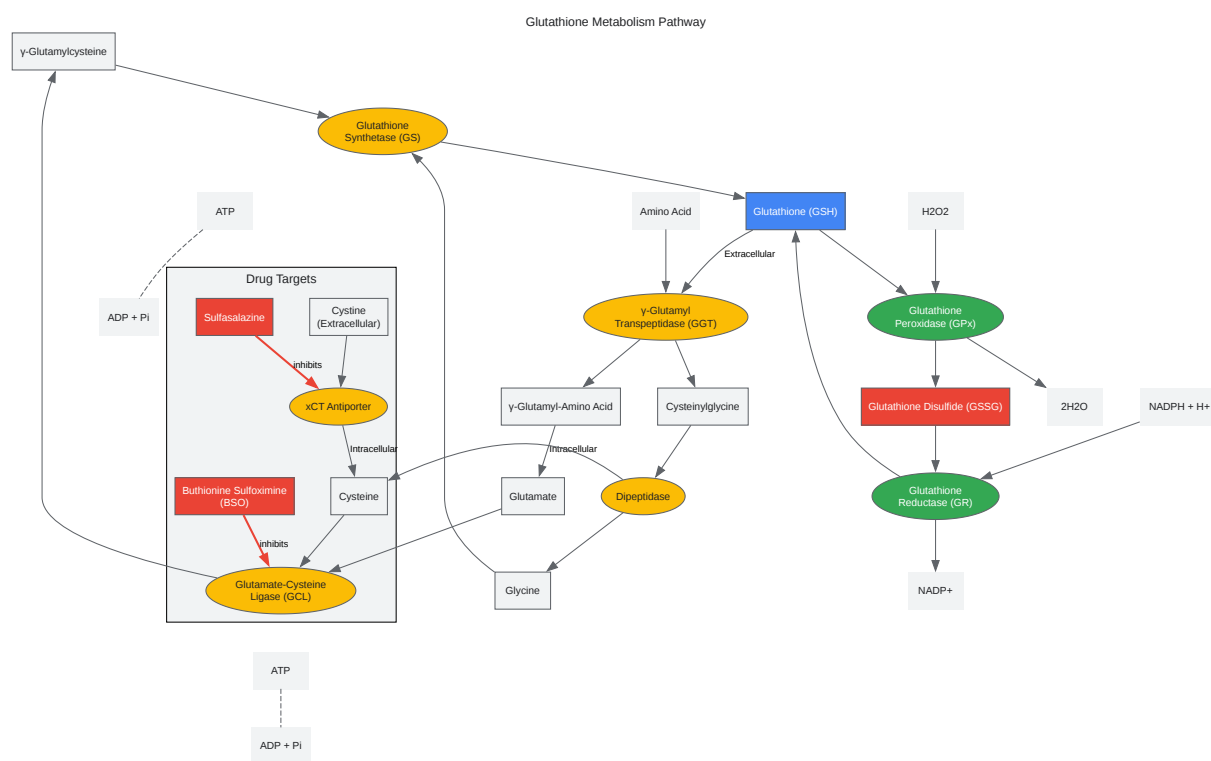 Glutathione Metabolism Pathway
γ-Glutamylcysteine
Glutathione
Synthetase (GS)
ATP
Amino Acid
Glutathione (GSH)
H2O2
Extracellular
Drug Targets
ADP + Pi
Sulfasalazine
Cystine
(Extracellular)
γ-Glutamyl
Transpeptidase (GGT)
Glutathione
Peroxidase (GPx)
inhibits
xCT Antiporter
γ-Glutamyl-Amino Acid
Cysteinylglycine
Glutathione Disulfide (GSSG)
2H2O
NADPH + H+
Intracellular
Intracellular
Buthionine Sulfoximine
(BSO)
Cysteine
Glutamate
Dipeptidase
Glutathione
Reductase (GR)
inhibits
Glutamate-Cysteine
Ligase (GCL)
Glycine
NADP+
ATP
ADP + Pi